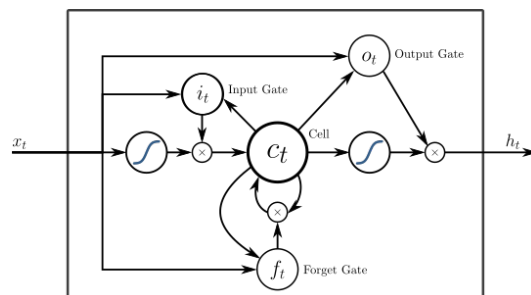 o_t Output Gate
i_t Input Gate
x_t
×
c_t Cell
×
h_t
×
f_t Forget Gate